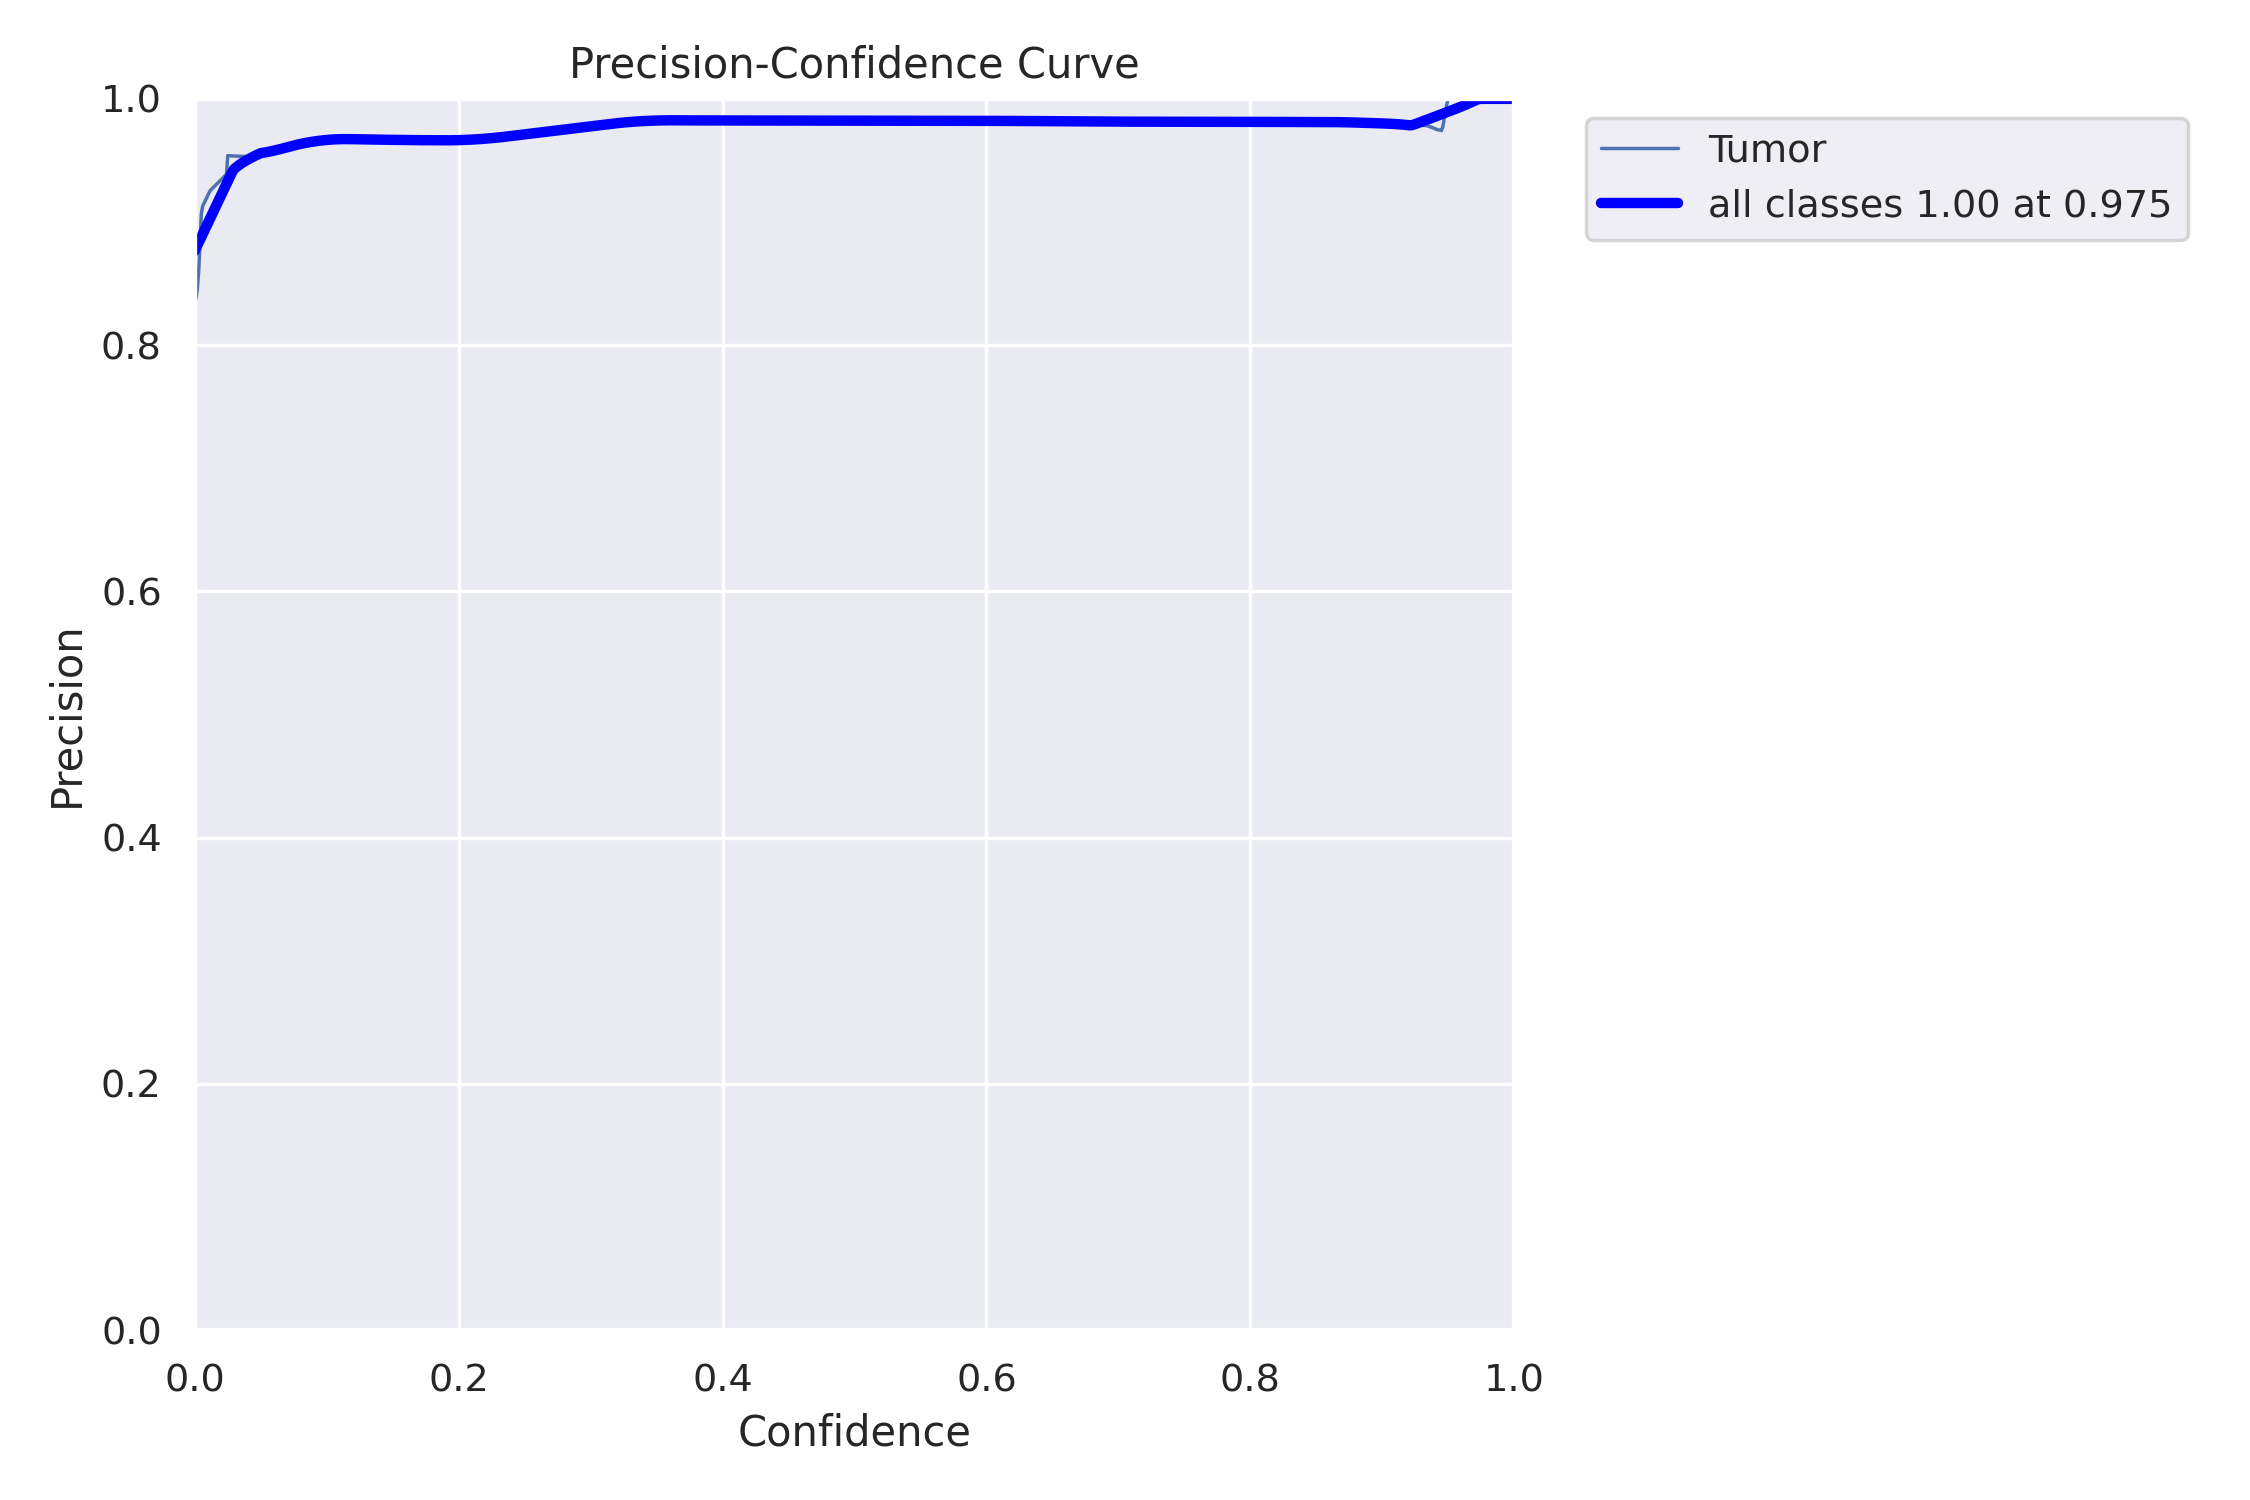 Precision-Confidence Curve
1.0
0.8
0.6
0.4
0.2
0.0
Precision
0.0 0.2 0.4 0.6 0.8 1.0
Confidence
Tumor
all classes 1.00 at 0.975